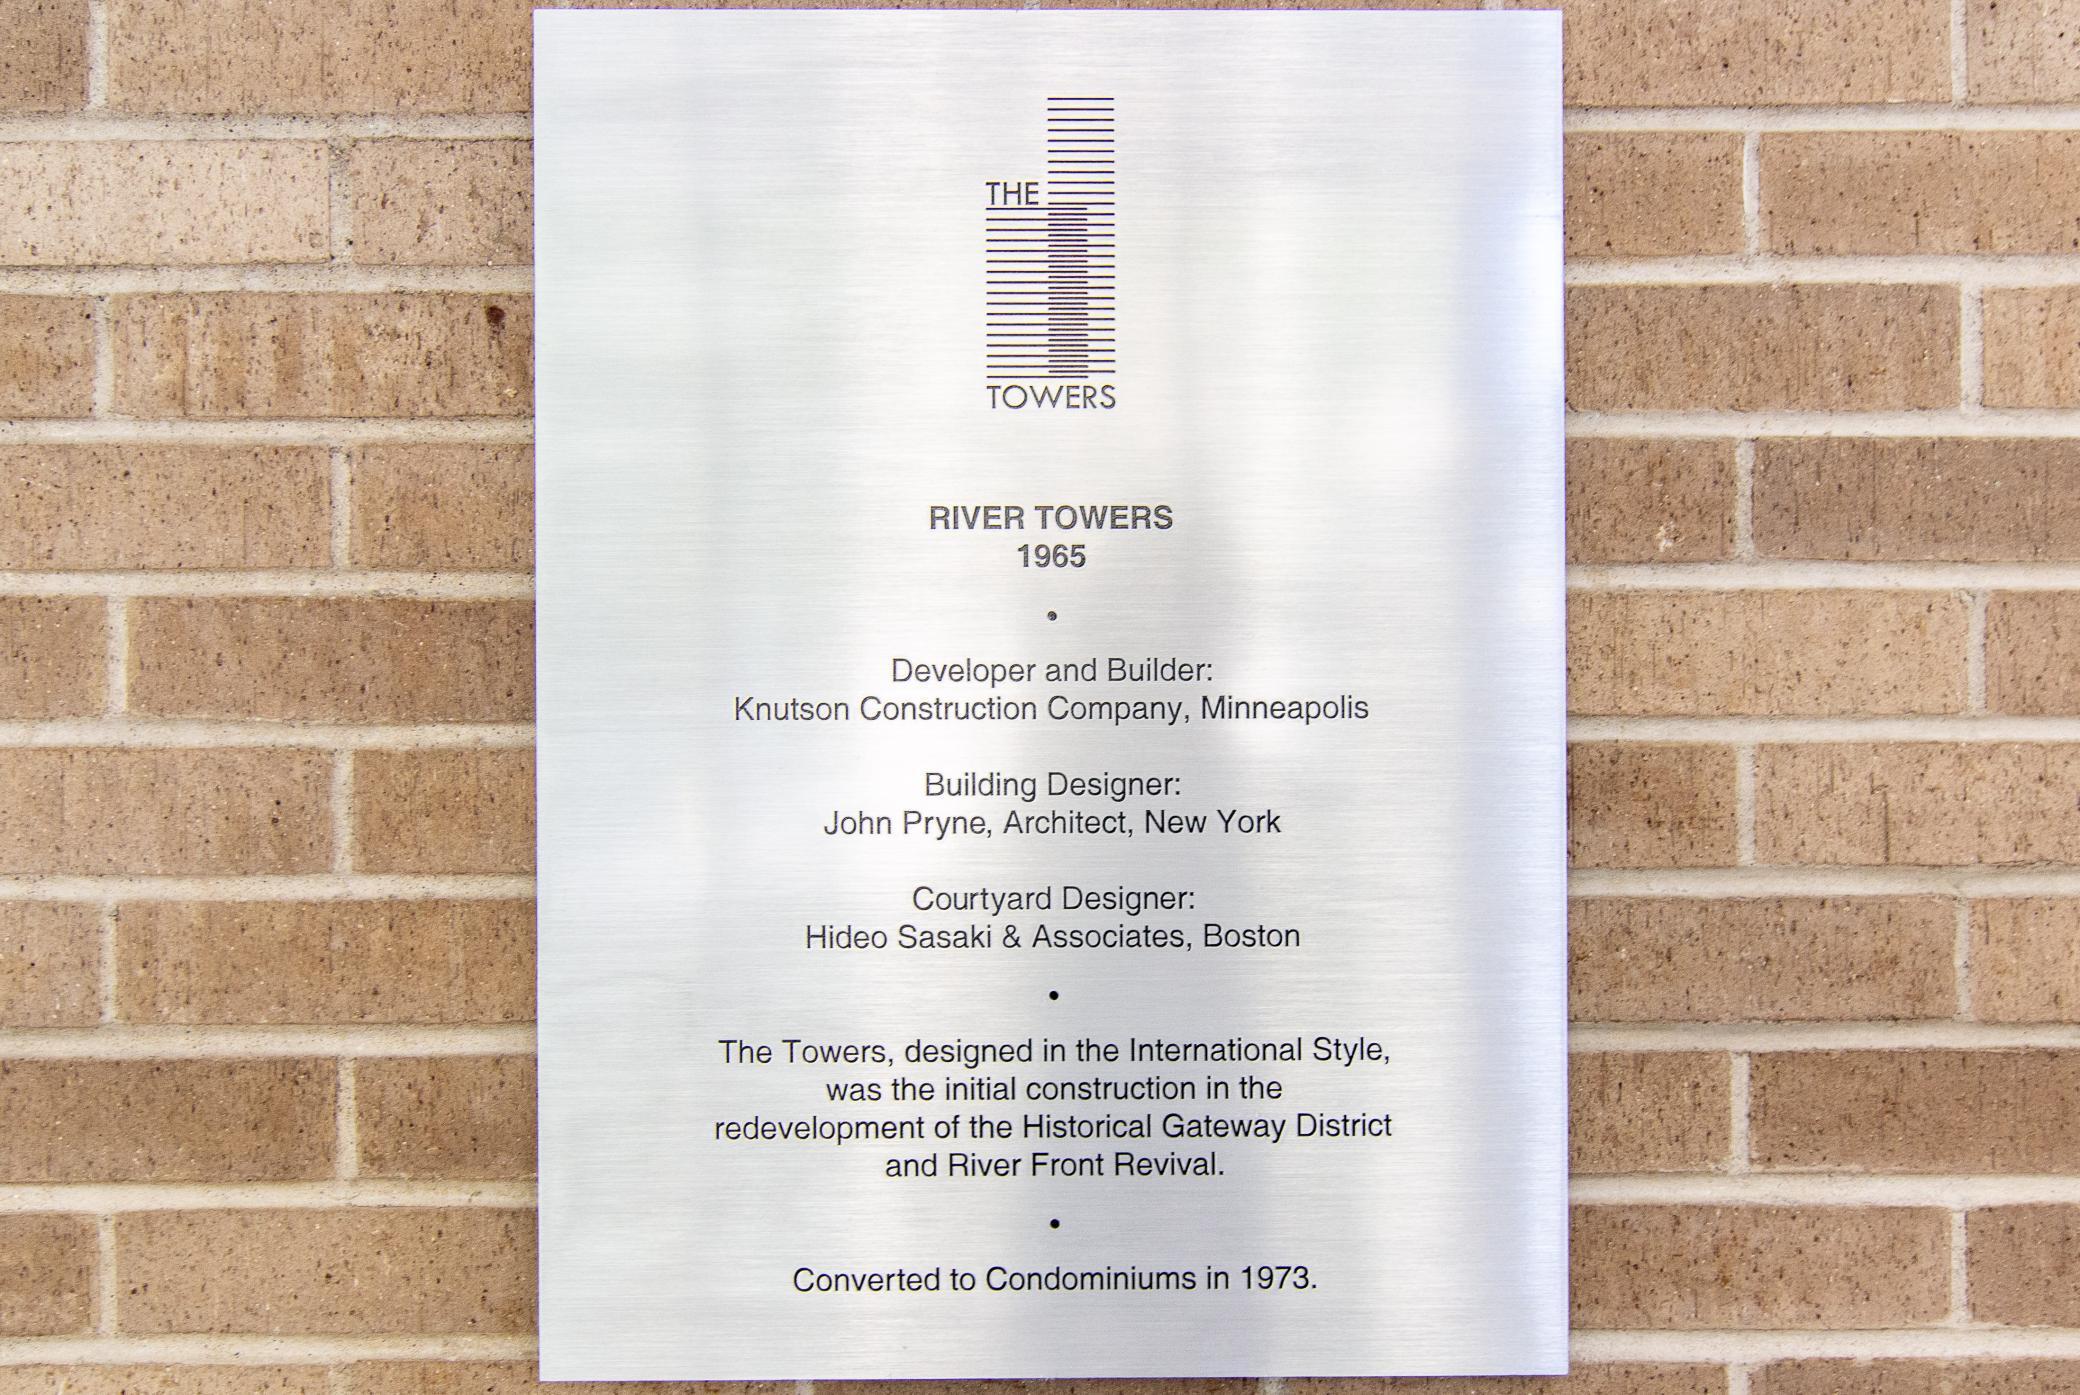 THE
TOWERS
RIVER TOWERS
1965
•
Developer and Builder:
Knutson Construction Company, Minneapolis
Building Designer:
John Pryne, Architect, New York
Courtyard Designer:
Hideo Sasaki & Associates, Boston
•
The Towers, designed in the International Style,
was the initial construction in the
redevelopment of the Historical Gateway District
and River Front Revival.
•
Converted to Condominiums in 1973.